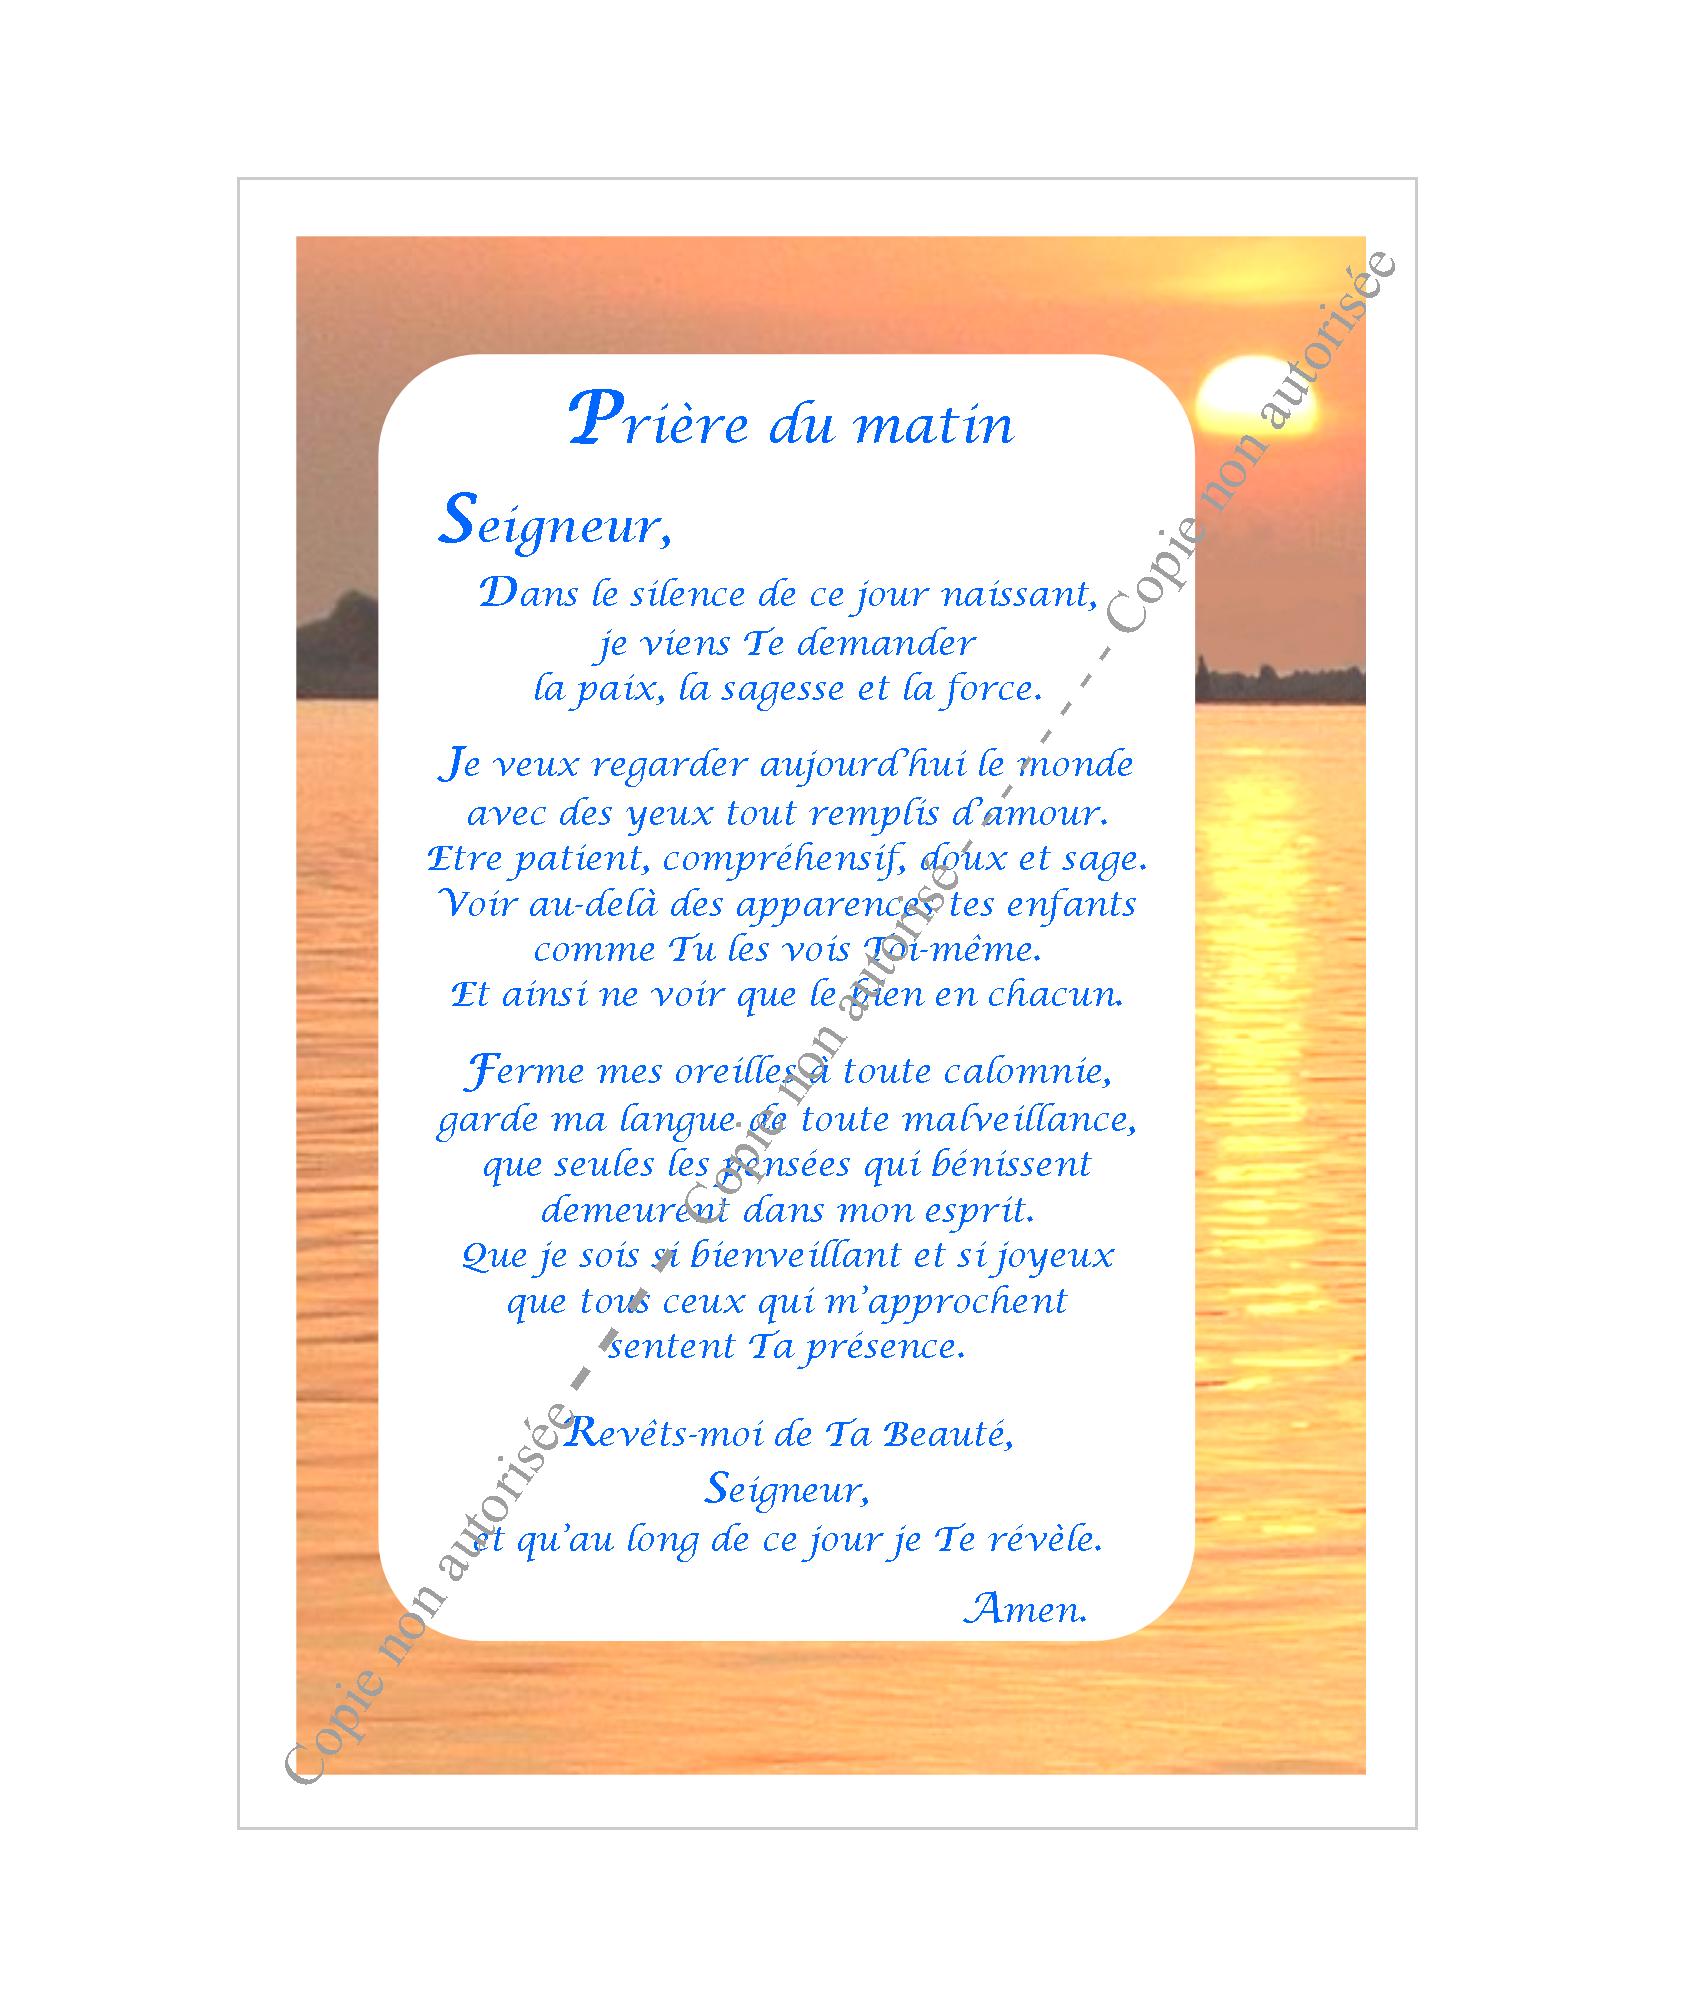 Prière du matin
Seigneur,
Dans le silence de ce jour naissant,
je viens Te demander
la paix, la sagesse et la force.
Je veux regarder aujourd'hui le monde
avec des yeux tout remplis d'amour.
Etre patient, compréhensif, doux et sage.
Voir au-delà des apparences tes enfants
comme Tu les vois Toi-même.
Et ainsi ne voir que le bien en chacun.
Ferme mes oreilles à toute calomnie,
garde ma langue de toute malveillance,
que seules les pensées qui bénissent
demeurent dans mon esprit.
Que je sois si bienveillant et si joyeux
que tous ceux qui m'approchent
sentent Ta présence.
Revêts-moi de Ta Beauté,
Seigneur,
et qu'au long de ce jour je Te révèle.
Amen.
Copie non autorisée - - - - Copie non autorisé - - - - - - Copie non autorisée